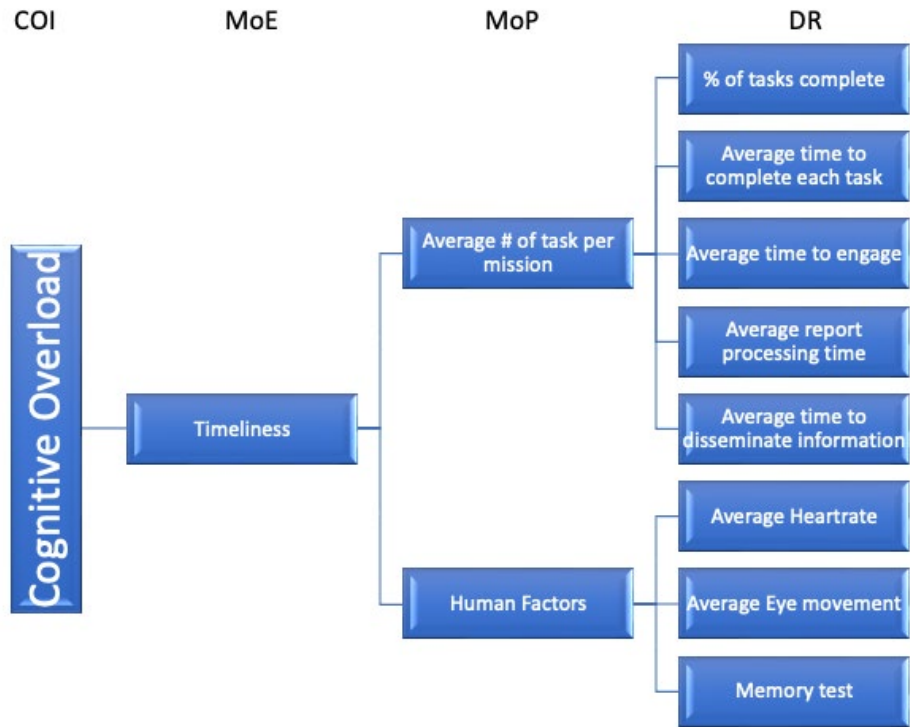 COI MoE MoP DR
Cognitive Overload
Timeliness
Average # of task per
mission
Human Factors
% of tasks complete
Average time to
complete each task
Average time to engage
Average report
processing time
Average time to
disseminate information
Average Heartrate
Average Eye movement
Memory test